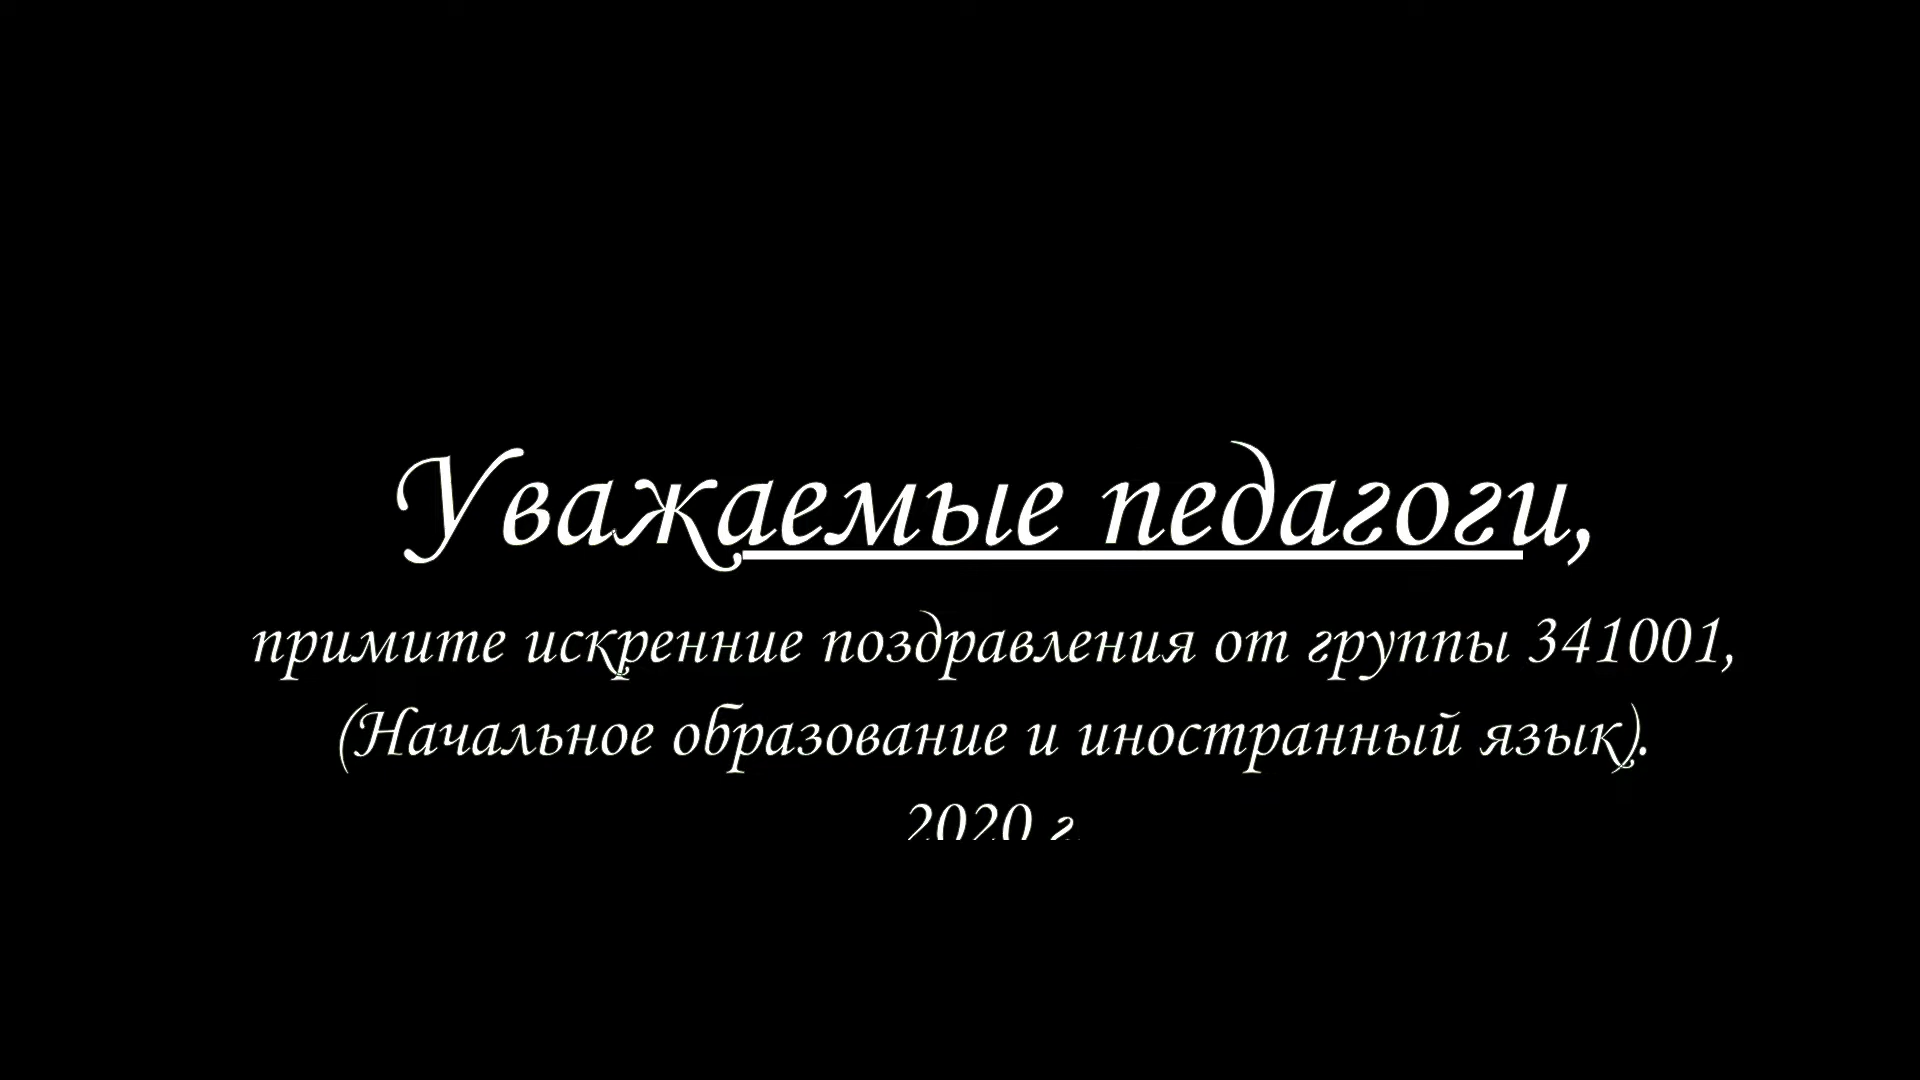 Уважаемые педагоги,
примите искренние поздравления от группы 341001,
(Начальное образование и иностранный язык).
2020 г